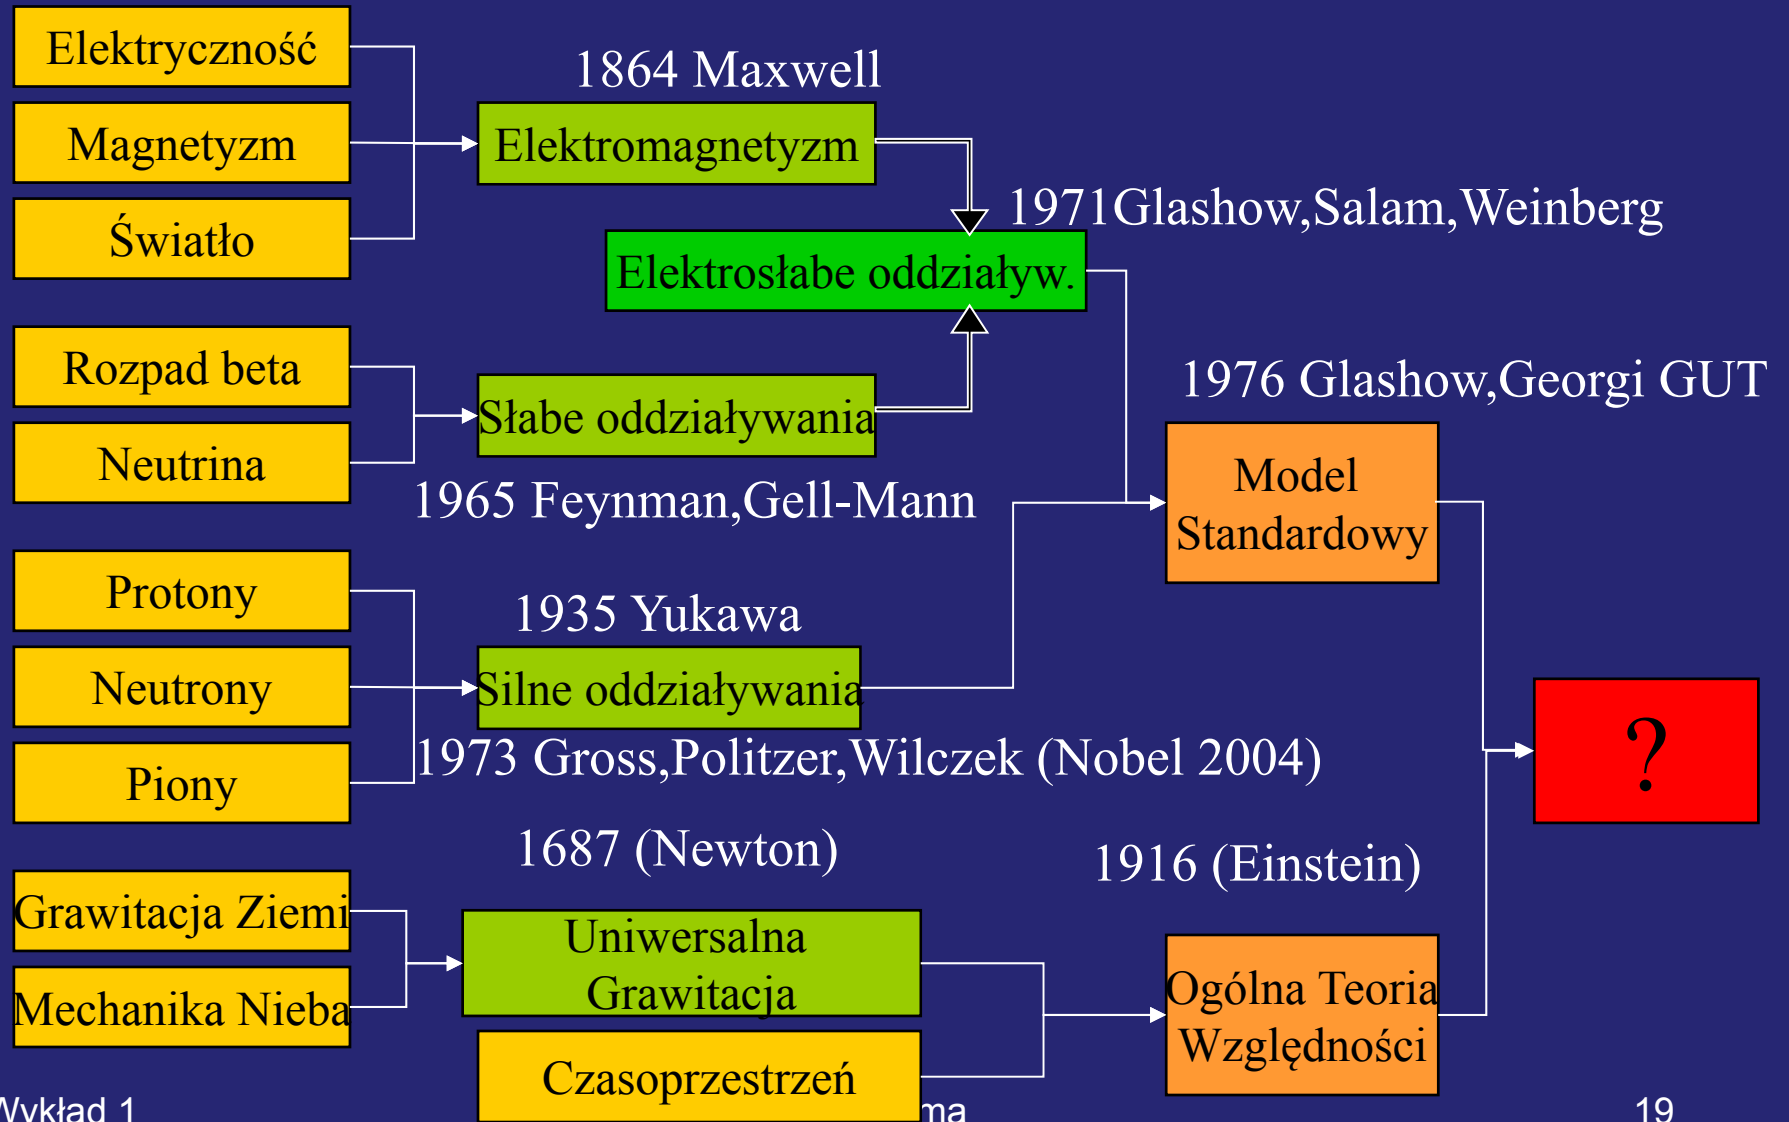 Elektryczność
1864 Maxwell
Magnetyzm
Elektromagnetyzm
Światło
1971Glashow,Salam,Weinberg
Elektrosłabe oddziaływ.
Rozpad beta
1976 Glashow,Georgi GUT
Słabe oddziaływania
Neutrina
1965 Feynman,Gell-Mann
Model
Standardowy
Protony
1935 Yukawa
Neutrony
Silne oddziaływania
?
1973 Gross,Politzer,Wilczek (Nobel 2004)
Piony
1687 (Newton)
1916 (Einstein)
Grawitacja Ziemi
Uniwersalna
Grawitacja
Mechanika Nieba
Ogólna Teoria
Względności
Czasoprzestrzeń
Wykład 1
ma
19